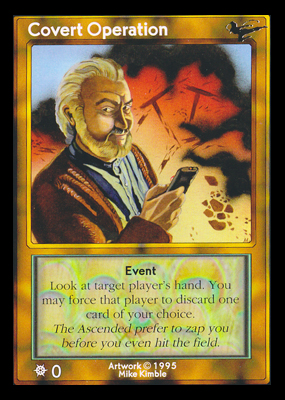 Covert Operation
Event
Look at target player's hand. You
may force that player to discard one
card of your choice.
The Ascended prefer to zap you
before you even hit the field.
Artwork © 1995
Mike Kimble
0